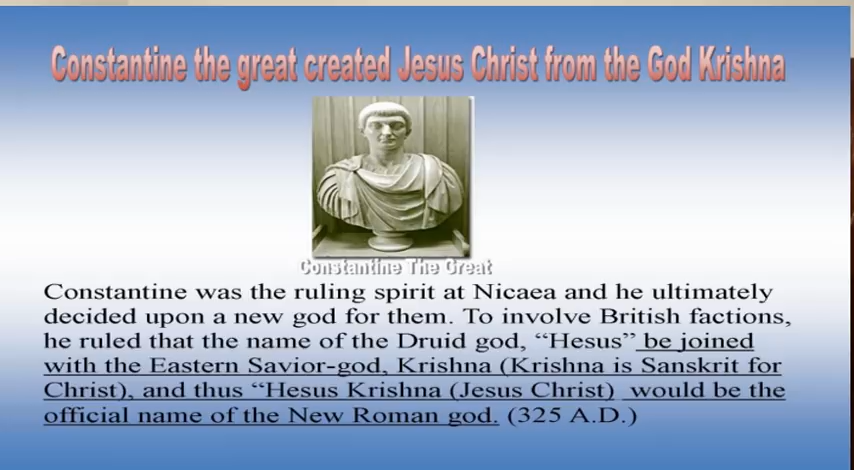 Constantine the great created Jesus Christ from the God Krishna
Constantine The Great
Constantine was the ruling spirit at Nicaea and he ultimately
decided upon a new god for them. To involve British factions,
he ruled that the name of the Druid god, “Hesus” be joined
with the Eastern Savior-god, Krishna (Krishna is Sanskrit for
Christ), and thus “Hesus Krishna (Jesus Christ) would be the
official name of the New Roman god. (325 A.D.)